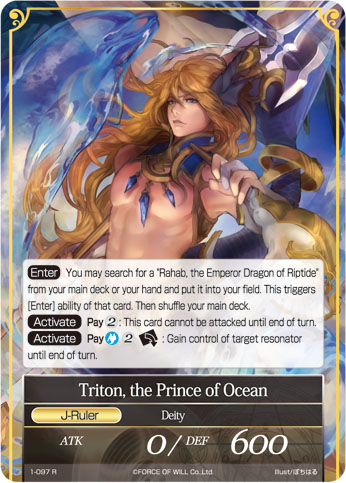 Enter You may search for a "Rahab, the Emperor Dragon of Riptide"
from your main deck or your hand and put it into your field. This triggers
[Enter] ability of that card. Then shuffle your main deck.
Activate Pay 2 : This card cannot be attacked until end of turn.
Activate Pay 2 : Gain control of target resonator
until end of turn.
Triton, the Prince of Ocean
J-Ruler Deity
ATK 0 / DEF 600
1-097 R ©FORCE OF WILL Co.,Ltd. Illust/ぽちはる